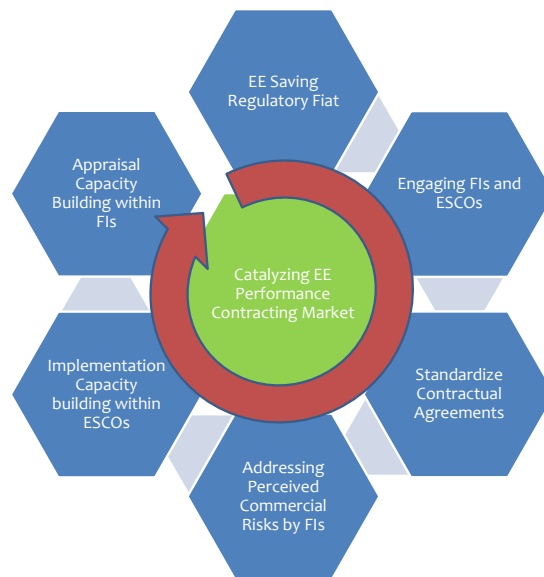 EE Saving
Regulatory Fiat
Appraisal
Capacity
Building within
FIs
Engaging FIs and
ESCOs
Catalyzing EE
Performance
Contracting Market
Implementation
Capacity
building within
ESCOs
Standardize
Contractual
Agreements
Addressing
Perceived
Commercial
Risks by FIs